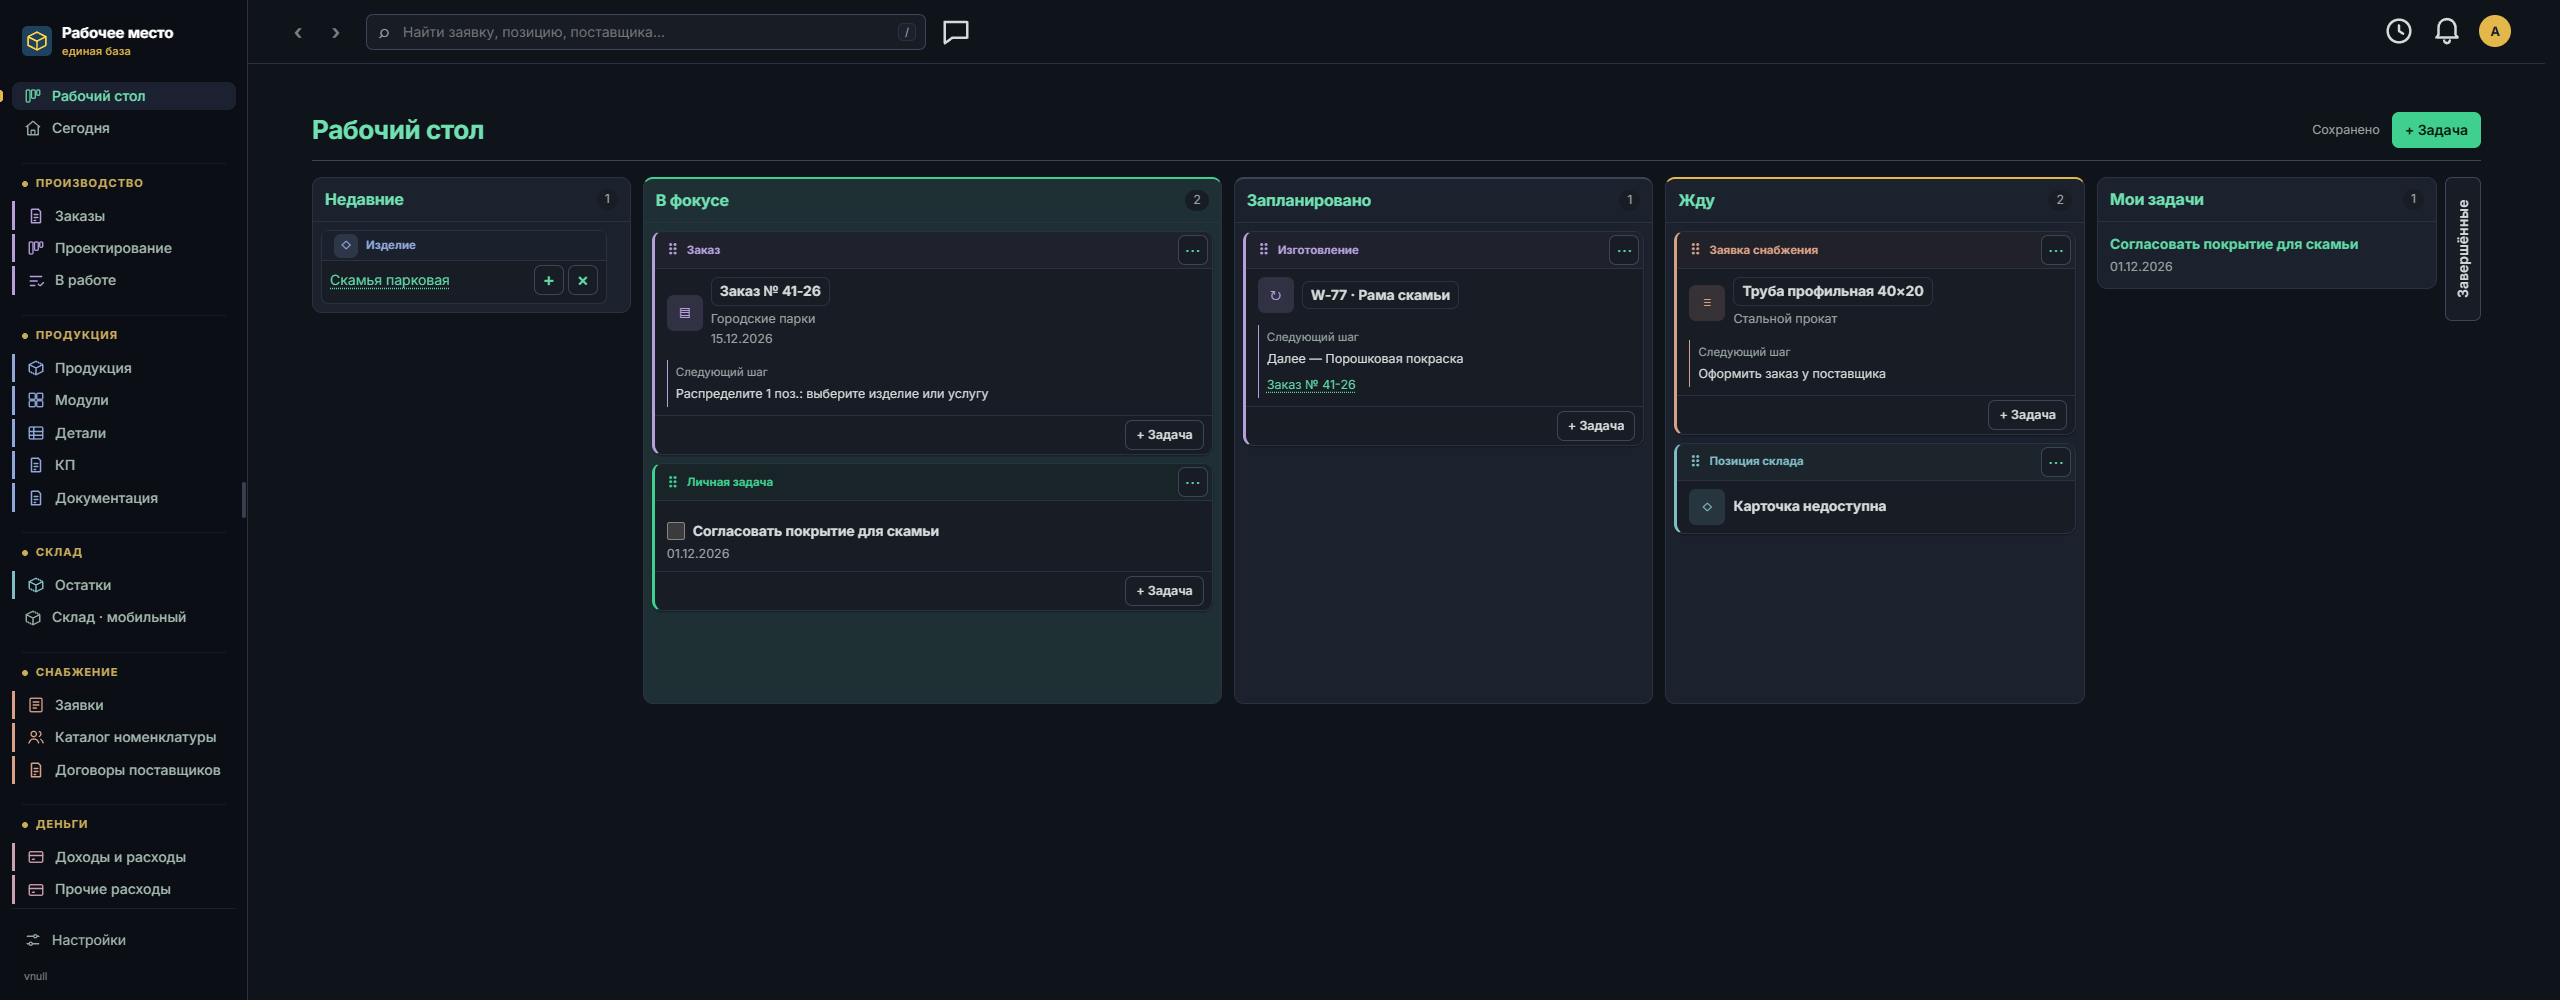 Рабочее место
единая база
Рабочий стол
Сегодня
ПРОИЗВОДСТВО
Заказы
Проектирование
В работе
ПРОДУКЦИЯ
Продукция
Модули
Детали
КП
Документация
СКЛАД
Остатки
Склад · мобильный
СНАБЖЕНИЕ
Заявки
Каталог номенклатуры
Договоры поставщиков
ДЕНЬГИ
Доходы и расходы
Прочие расходы
Настройки
vnull
Найти заявку, позицию, поставщика...
/
A
Рабочий стол
Сохранено
+ Задача
Недавние
1
Изделие
Скамья парковая
В фокусе
2
Заказ
Заказ № 41-26
Городские парки
15.12.2026
Следующий шаг
Распределите 1 поз.: выберите изделие или услугу
+ Задача
Личная задача
Согласовать покрытие для скамьи
01.12.2026
+ Задача
Запланировано
1
Изготовление
W-77 · Рама скамьи
Следующий шаг
Далее — Порошковая покраска
Заказ № 41-26
+ Задача
Жду
2
Заявка снабжения
Труба профильная 40×20
Стальной прокат
Следующий шаг
Оформить заказ у поставщика
+ Задача
Позиция склада
Карточка недоступна
Мои задачи
1
Согласовать покрытие для скамьи
01.12.2026
Завершённые